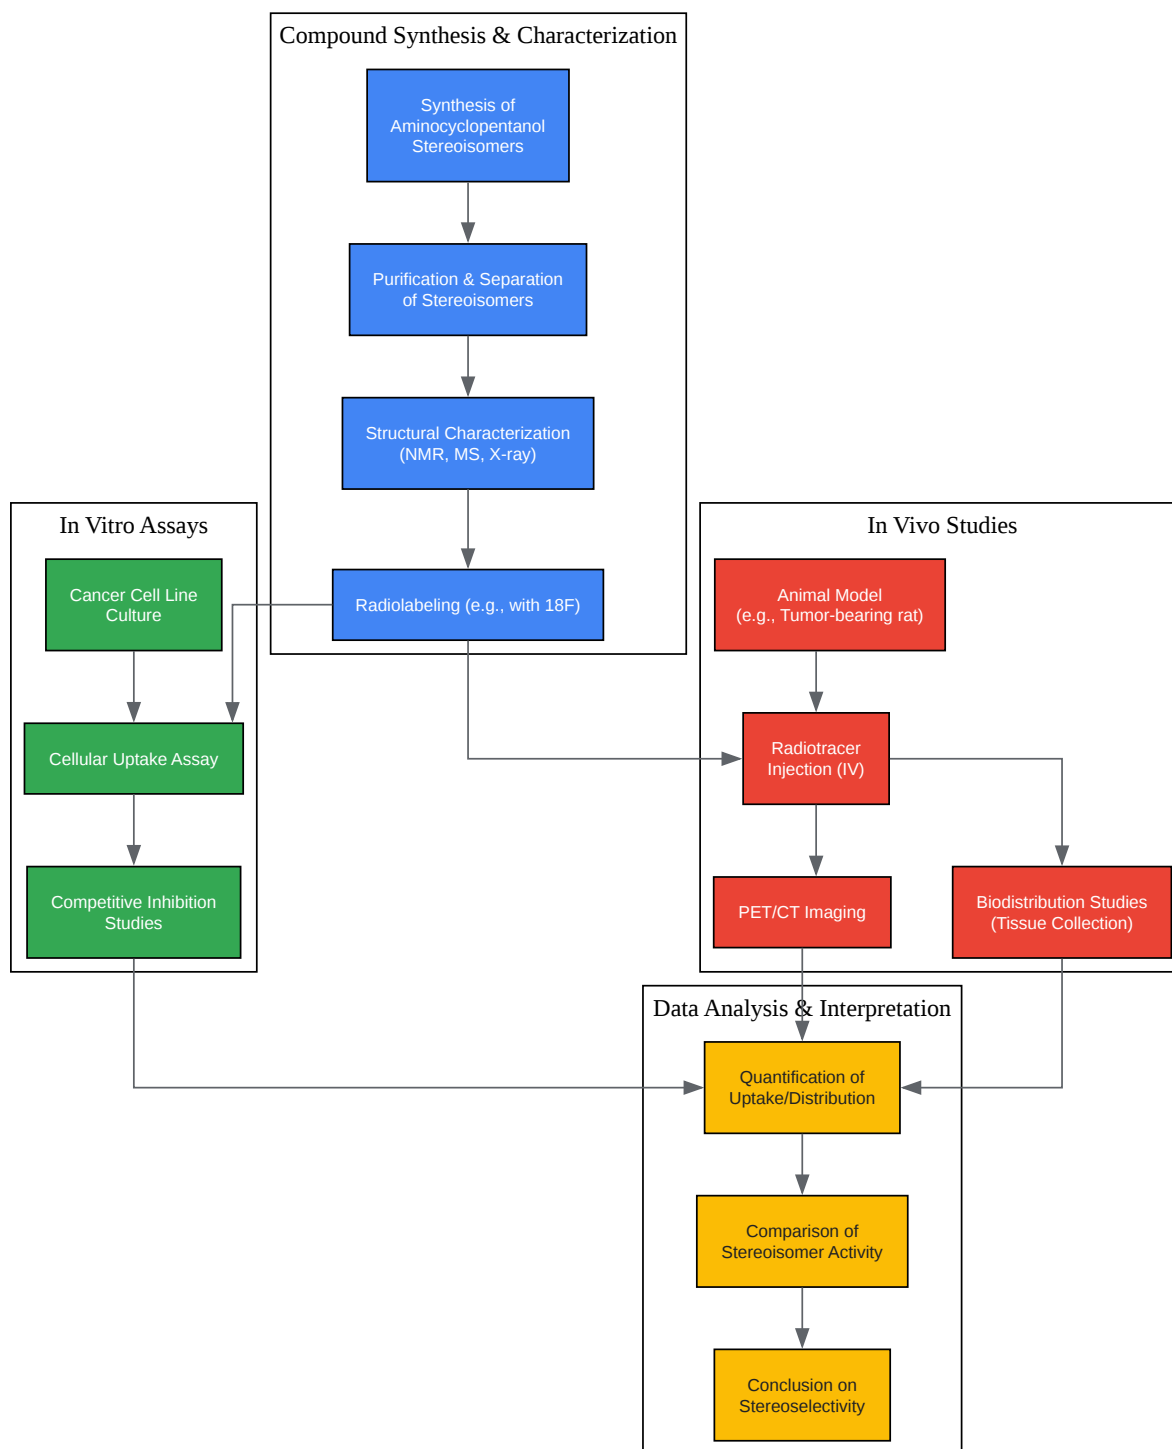 Compound Synthesis & Characterization
Synthesis of
Aminocyclopentanol
Stereoisomers
Purification & Separation
of Stereoisomers
Structural Characterization
(NMR, MS, X-ray)
Radiolabeling (e.g., with 18F)
In Vitro Assays
Cancer Cell Line
Culture
Cellular Uptake Assay
Competitive Inhibition
Studies
In Vivo Studies
Animal Model
(e.g., Tumor-bearing rat)
Radiotracer
Injection (IV)
PET/CT Imaging
Biodistribution Studies
(Tissue Collection)
Data Analysis & Interpretation
Quantification of
Uptake/Distribution
Comparison of
Stereoisomer Activity
Conclusion on
Stereoselectivity